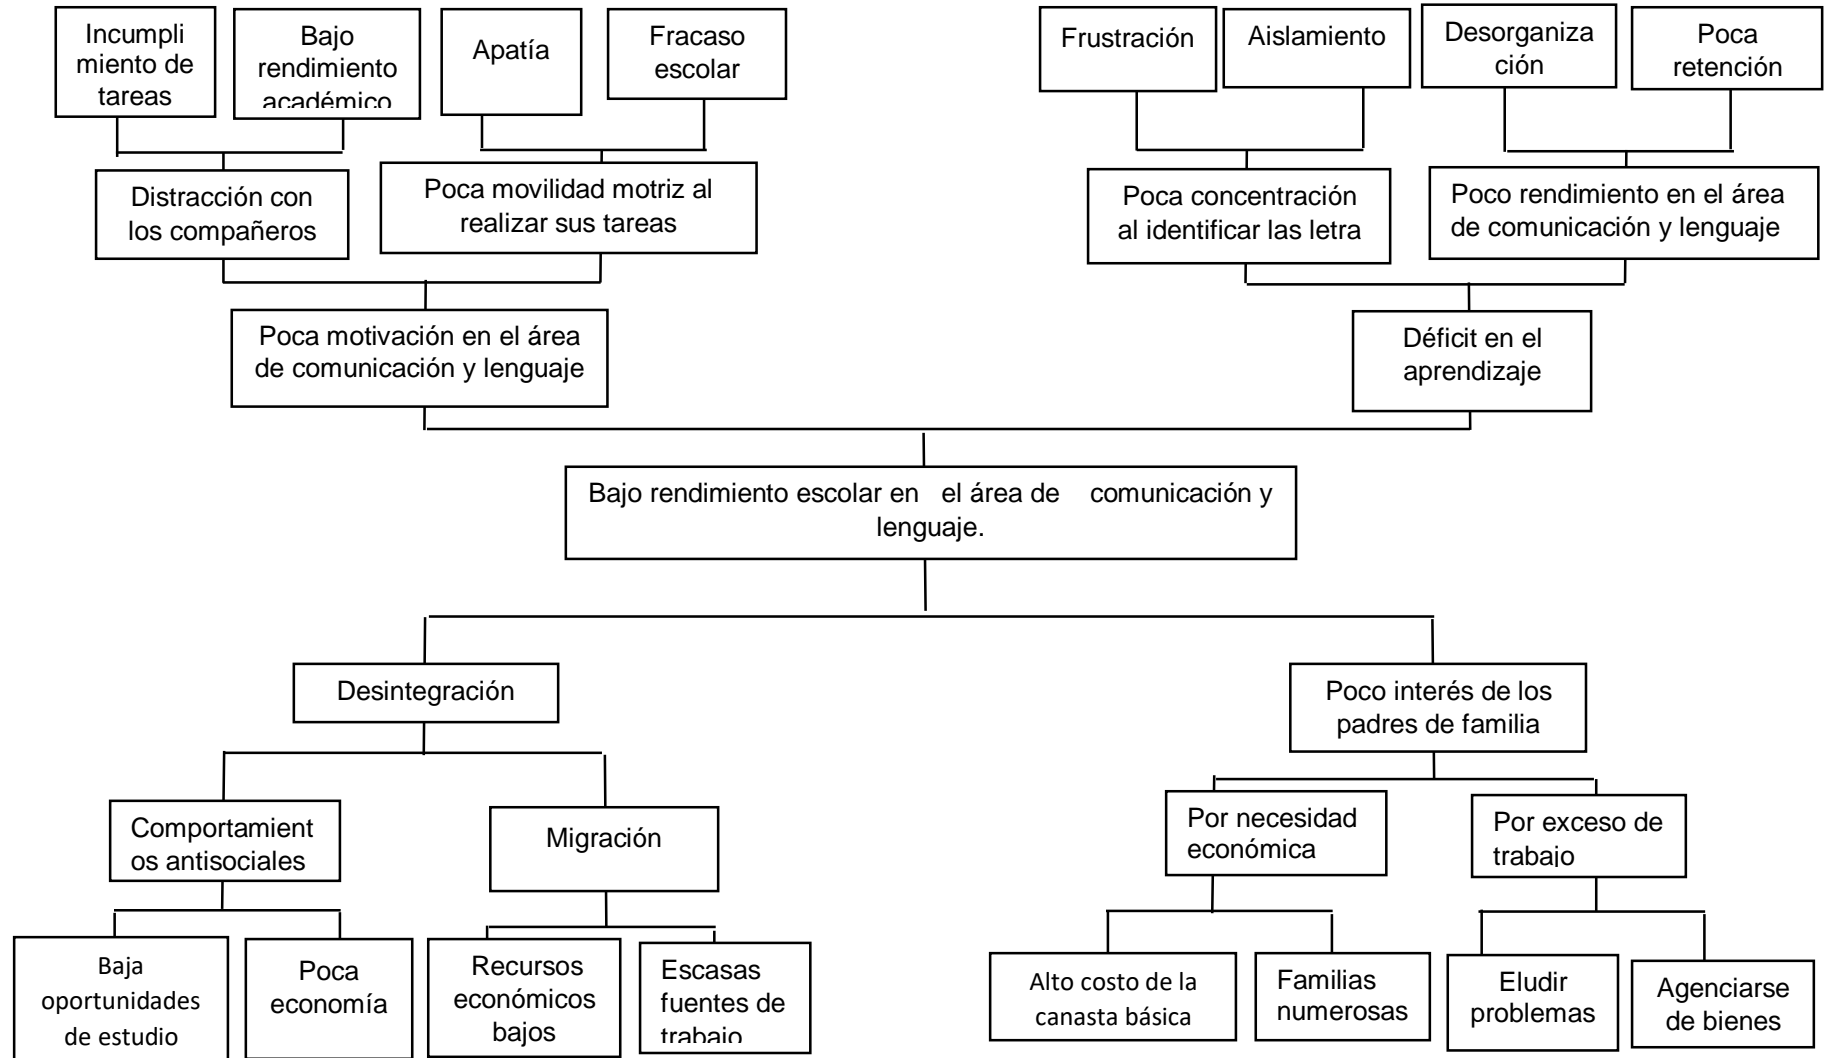 Incumpli
miento de
tareas
Bajo
rendimiento
académico
Apatía
Fracaso
escolar
Frustración
Aislamiento
Desorganiza
ción
Poca
retención
Distracción con
los compañeros
Poca movilidad motriz al
realizar sus tareas
Poca concentración
al identificar las letra
Poco rendimiento en el área
de comunicación y lenguaje
Poca motivación en el área
de comunicación y lenguaje
Déficit en el
aprendizaje
Bajo rendimiento escolar en el área de comunicación y
lenguaje.
Desintegración
Poco interés de los
padres de familia
Comportamient
os antisociales
Migración
Por necesidad
económica
Por exceso de
trabajo
Baja
oportunidades
de estudio
Poca
economía
Recursos
económicos
bajos
Escasas
fuentes de
trabajo
Alto costo de la
canasta básica
Familias
numerosas
Eludir
problemas
Agenciarse
de bienes